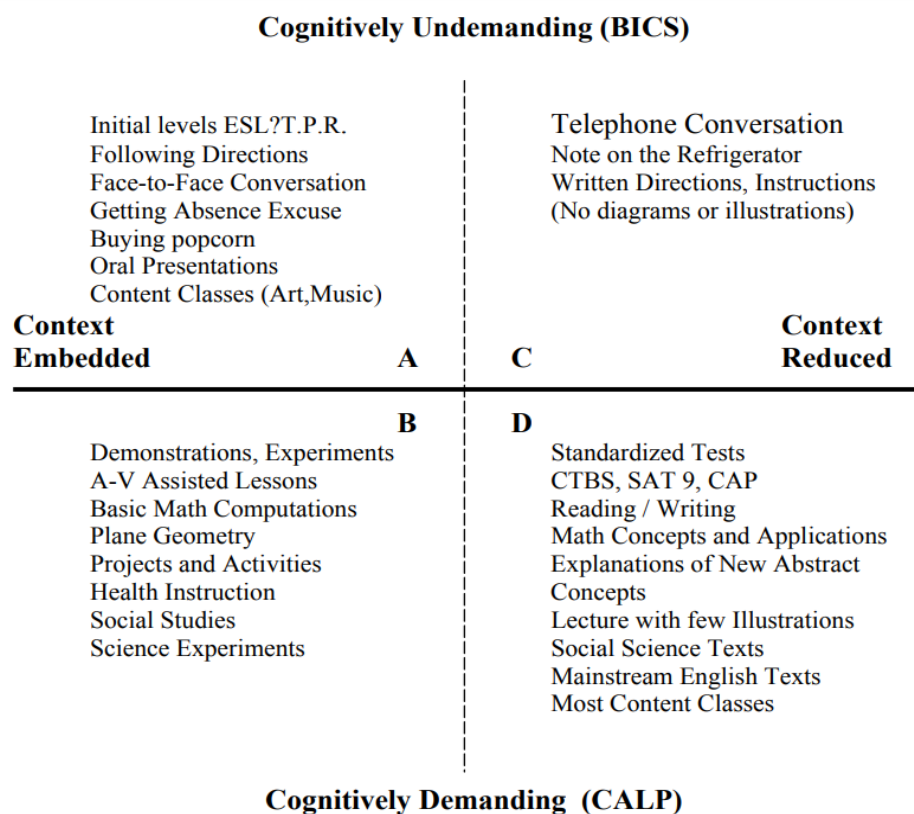 Cognitively Undemanding (BICS)
Initial levels ESL?T.P.R.
Following Directions
Face-to-Face Conversation
Getting Absence Excuse
Buying popcorn
Oral Presentations
Content Classes (Art,Music)
Telephone Conversation
Note on the Refrigerator
Written Directions, Instructions
(No diagrams or illustrations)
Context
Embedded
A
C
Context
Reduced
B
D
Demonstrations, Experiments
A-V Assisted Lessons
Basic Math Computations
Plane Geometry
Projects and Activities
Health Instruction
Social Studies
Science Experiments
Standardized Tests
CTBS, SAT 9, CAP
Reading / Writing
Math Concepts and Applications
Explanations of New Abstract
Concepts
Lecture with few Illustrations
Social Science Texts
Mainstream English Texts
Most Content Classes
Cognitively Demanding (CALP)